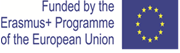 Funded by the
Erasmus+ Programme
of the European Union